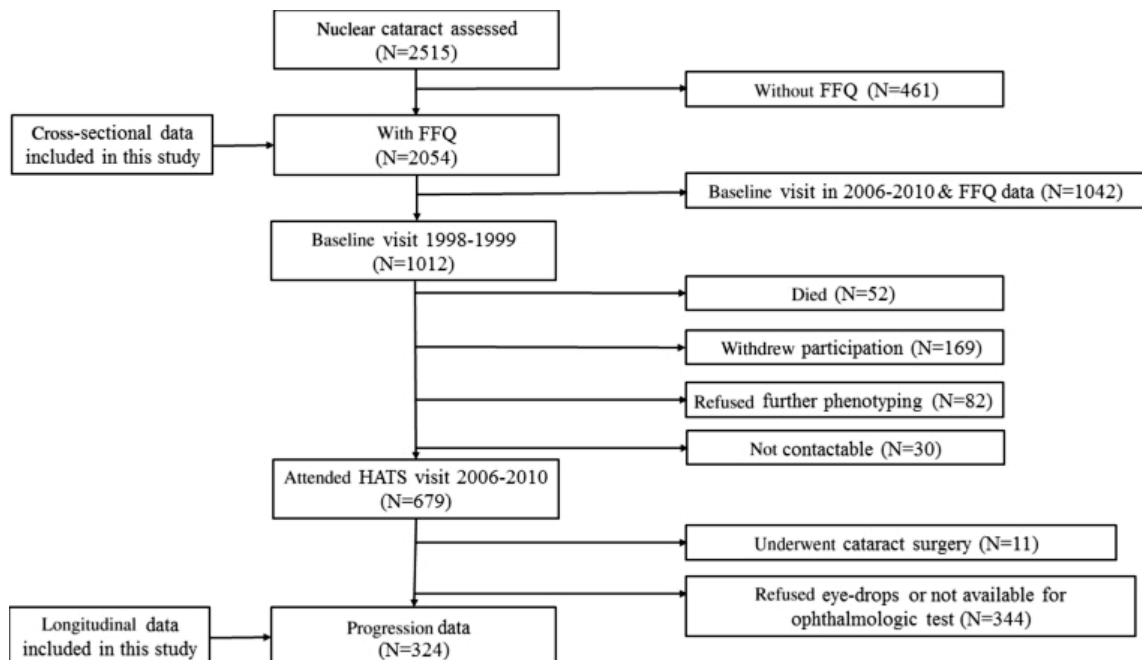 Nuclear cataract assessed
(N=2515)
Without FFQ (N=461)
Cross-sectional data
included in this study
With FFQ
(N=2054)
Baseline visit in 2006-2010 & FFQ data (N=1042)
Baseline visit 1998-1999
(N=1012)
Died (N=52)
Withdrew participation (N=169)
Refused further phenotyping (N=82)
Not contactable (N=30)
Attended HATS visit 2006-2010
(N=679)
Underwent cataract surgery (N=11)
Refused eye-drops or not available for
ophthalmologic test (N=344)
Longitudinal data
included in this study
Progression data
(N=324)